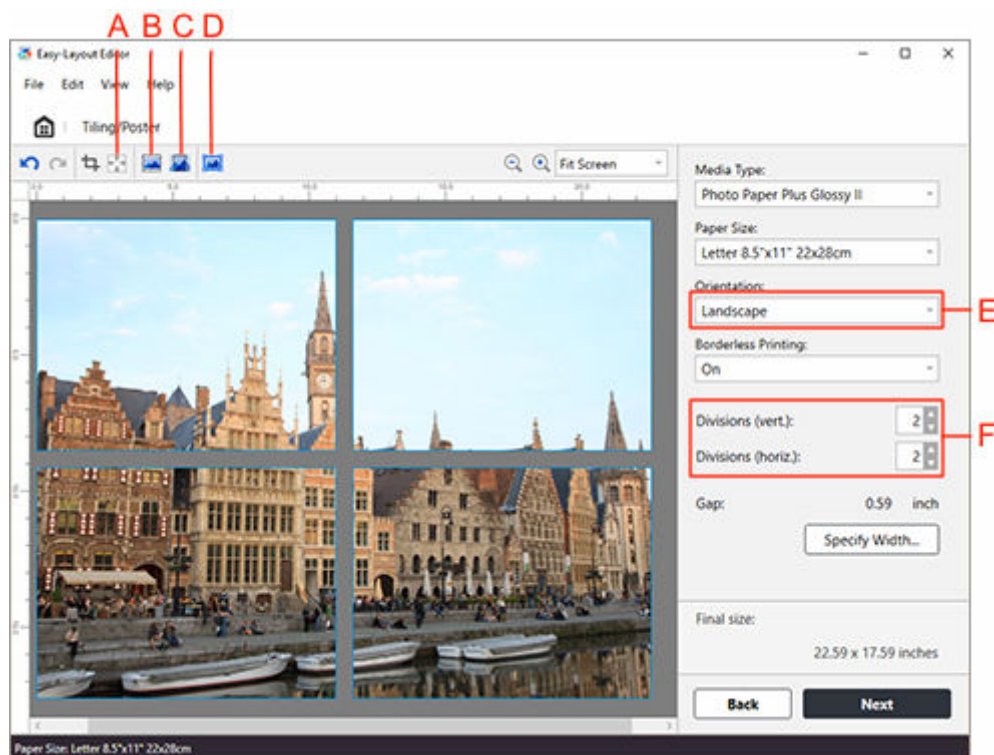 A B C D
Easy-Layout Editor
File Edit View Help
Tiling/Poster
Fit Screen
Media Type:
Photo Paper Plus Glossy II
Paper Size:
Letter 8.5"x11" 22x28cm
Orientation:
Landscape
E
Borderless Printing:
On
Divisions (vert.): 2
F
Divisions (horiz.): 2
Gap: 0.59 inch
Specify Width...
Final size:
22.59 x 17.59 inches
Back Next
Paper Size: Letter 8.5"x11" 22x28cm